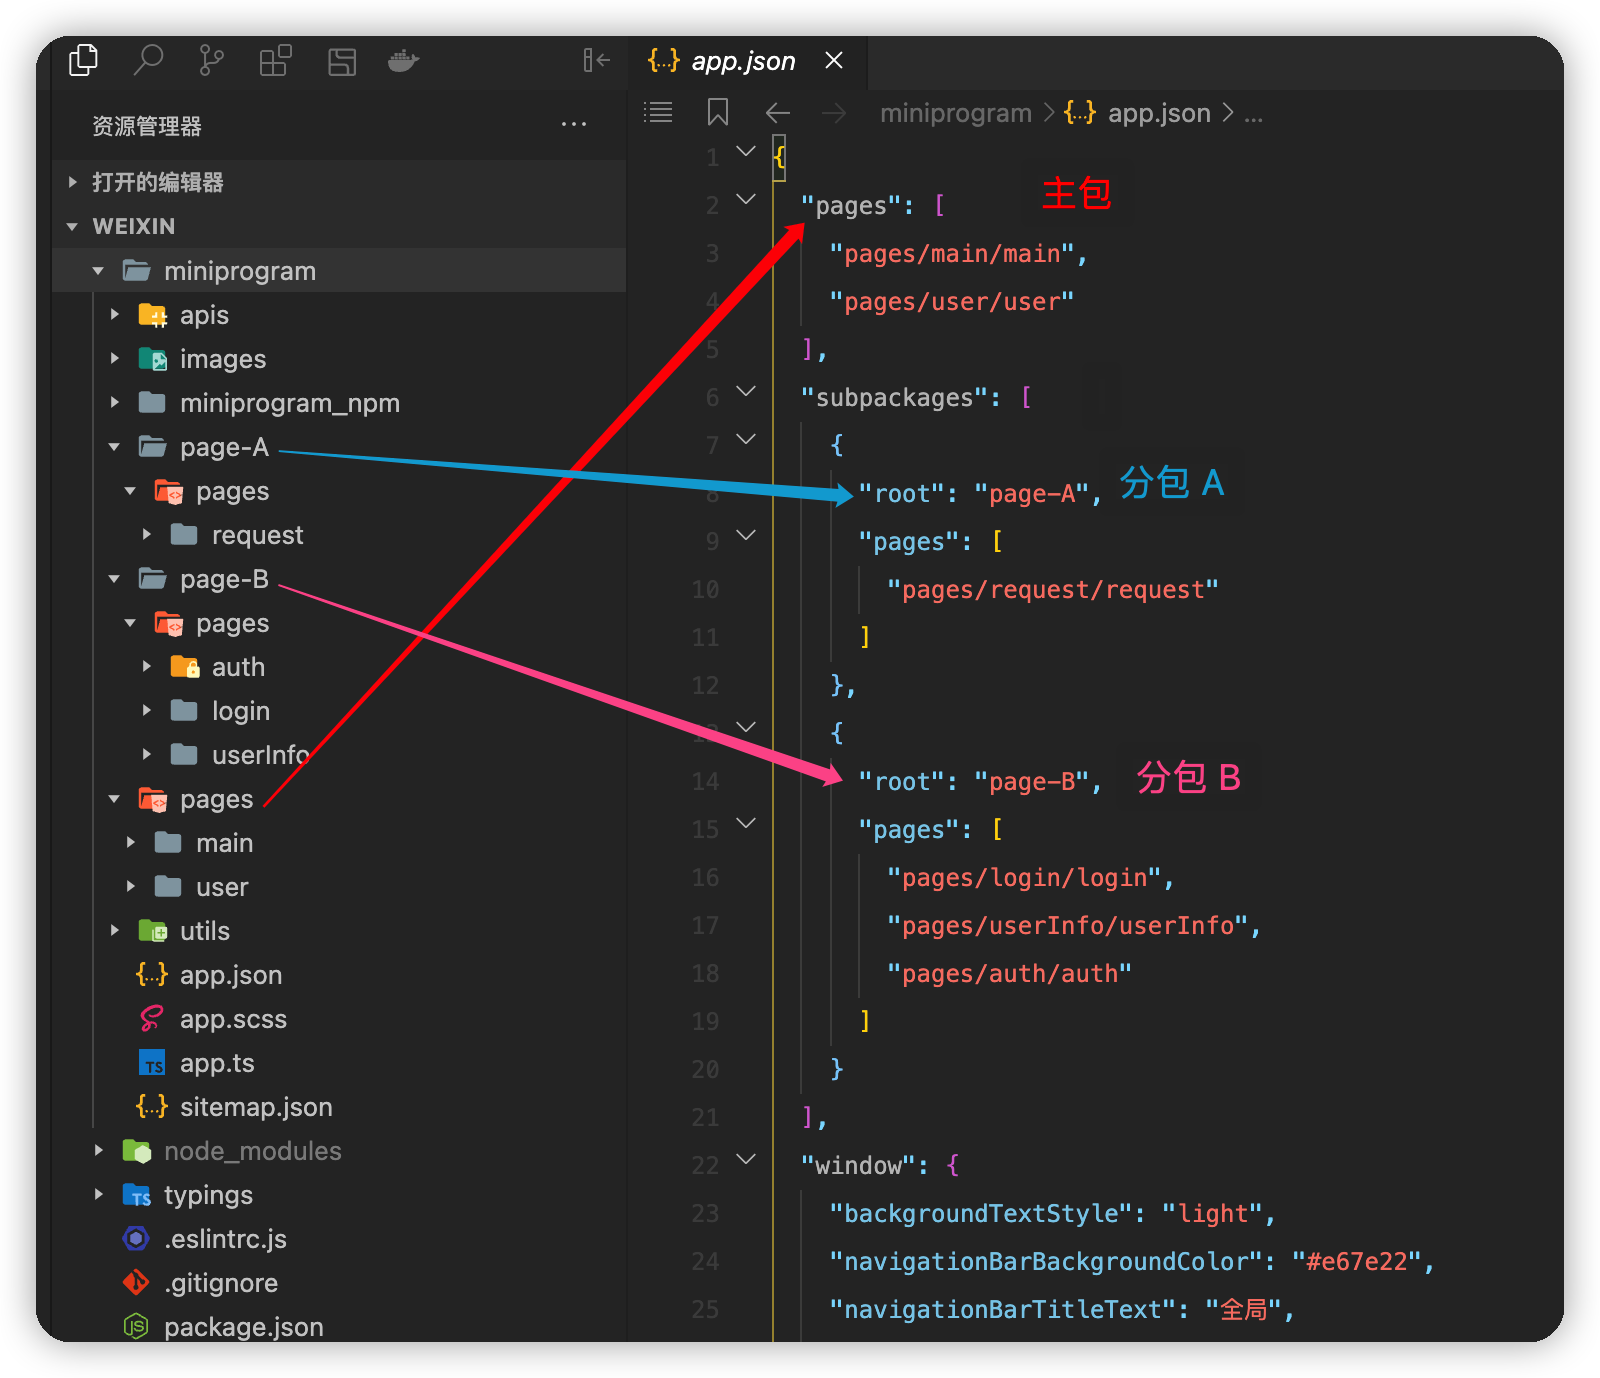 app.json
资源管理器
···
miniprogram > {..} app.json > ...
打开的编辑器
WEIXIN
miniprogram
apis
images
miniprogram_npm
page-A
pages
request
page-B
pages
auth
login
userInfo
pages
main
user
utils
app.json
app.scss
TS app.ts
sitemap.json
node_modules
TS typings
.eslintrc.js
.gitignore
JS package.json
1 {
2 "pages": [
主包
3 "pages/main/main",
4 "pages/user/user"
5 ],
6 "subpackages": [
7 {
8 "root": "page-A",
分包 A
9 "pages": [
10 "pages/request/request"
11 ]
12 },
13 {
14 "root": "page-B",
分包 B
15 "pages": [
16 "pages/login/login",
17 "pages/userInfo/userInfo",
18 "pages/auth/auth"
19 ]
20 }
21 ],
22 "window": {
23 "backgroundTextStyle": "light",
24 "navigationBarBackgroundColor": "#e67e22",
25 "navigationBarTitleText": "全局",